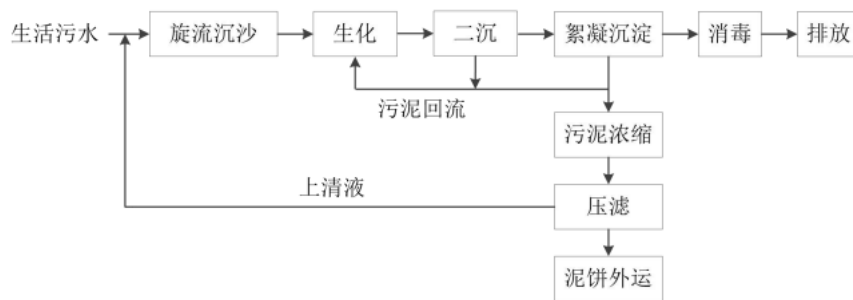 生活污水
旋流沉沙
生化
二沉
絮凝沉淀
消毒
排放
污泥回流
污泥浓缩
上清液
压滤
泥饼外运